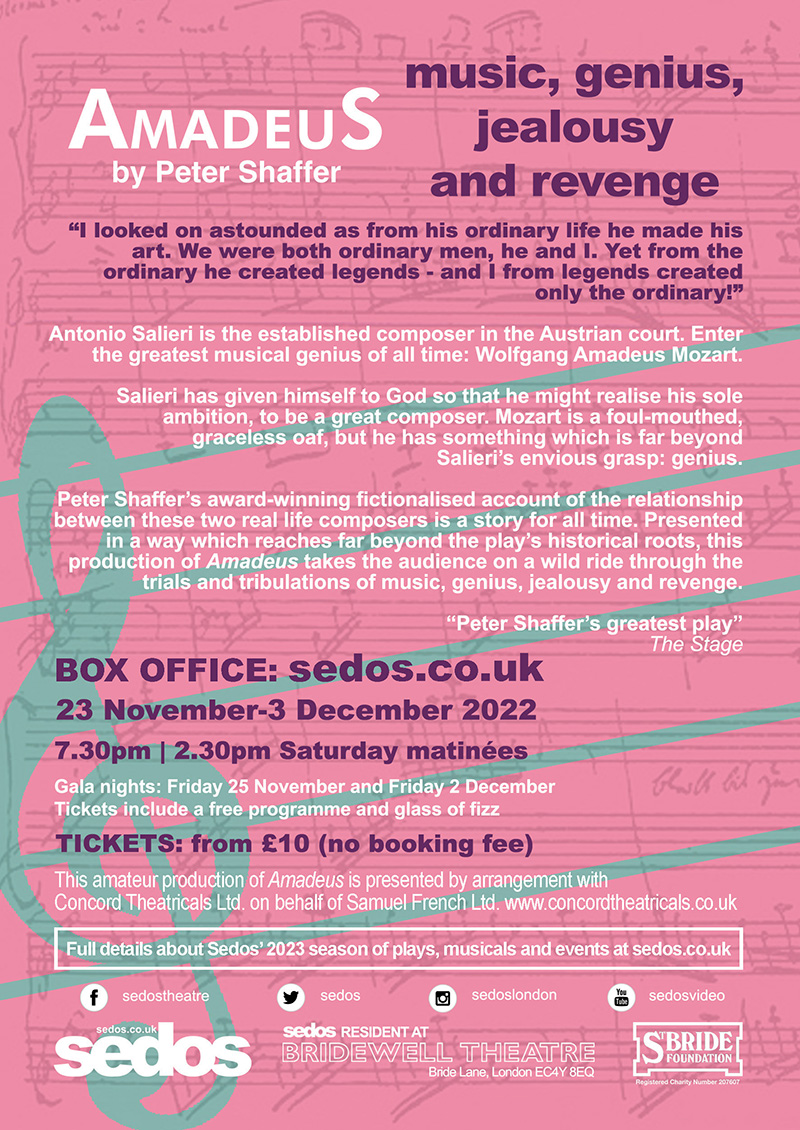 AMADEUS
by Peter Shaffer
music, genius,
jealousy
and revenge
“I looked on astounded as from his ordinary life he made his
art. We were both ordinary men, he and I. Yet from the
ordinary he created legends - and I from legends created
only the ordinary!”
Antonio Salieri is the established composer in the Austrian court. Enter
the greatest musical genius of all time: Wolfgang Amadeus Mozart.
Salieri has given himself to God so that he might realise his sole
ambition, to be a great composer. Mozart is a foul-mouthed,
graceless oaf, but he has something which is far beyond
Salieri’s envious grasp: genius.
Peter Shaffer’s award-winning fictionalised account of the relationship
between these two real life composers is a story for all time. Presented
in a way which reaches far beyond the play’s historical roots, this
production of Amadeus takes the audience on a wild ride through the
trials and tribulations of music, genius, jealousy and revenge.
“Peter Shaffer’s greatest play”
The Stage
BOX OFFICE: sedos.co.uk
23 November-3 December 2022
7.30pm | 2.30pm Saturday matinées
Gala nights: Friday 25 November and Friday 2 December
Tickets include a free programme and glass of fizz
TICKETS: from £10 (no booking fee)
This amateur production of Amadeus is presented by arrangement with
Concord Theatricals Ltd. on behalf of Samuel French Ltd. www.concordtheatricals.co.uk
Full details about Sedos’ 2023 season of plays, musicals and events at sedos.co.uk
sedostheatre
sedos
sedoslondon
You Tube
sedosvideo
sedos.co.uk
sedos
sedos RESIDENT AT
BRIDEWELL THEATRE
Bride Lane, London EC4Y 8EQ
ST BRIDE
FOUNDATION
Registered Charity Number 207607